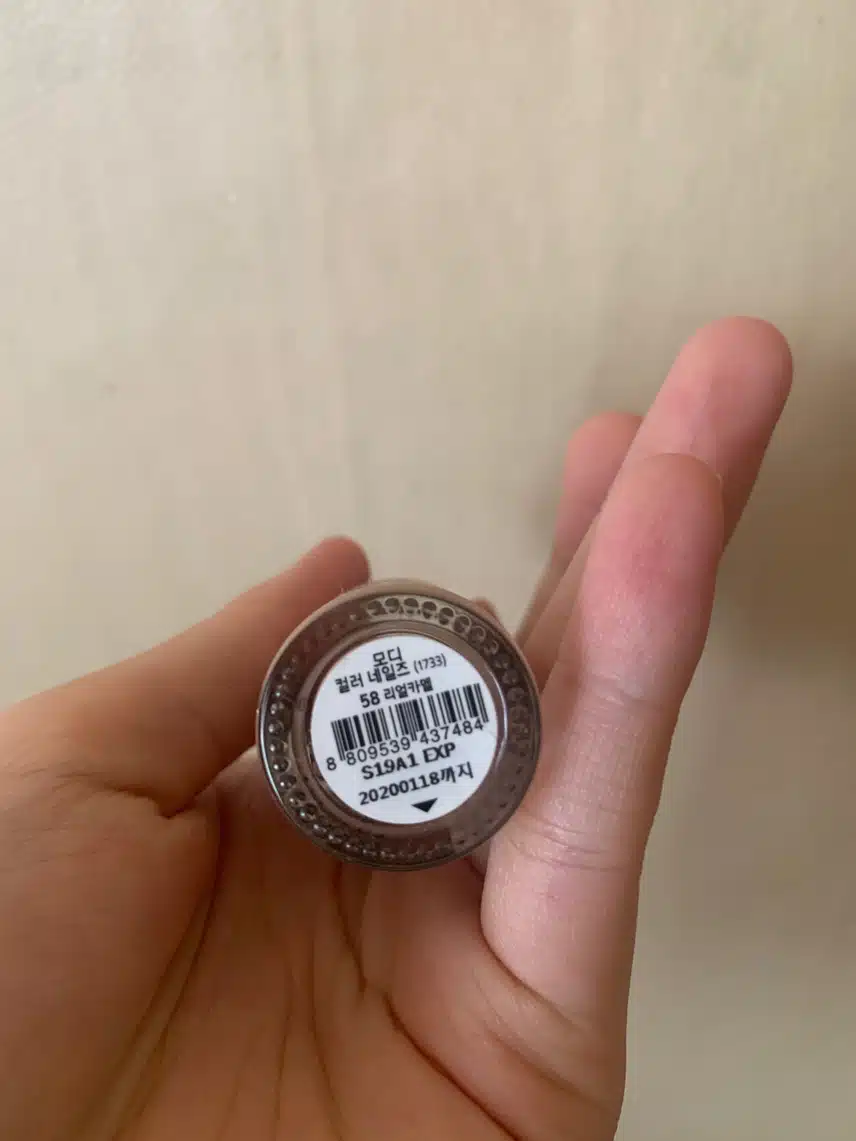 모디
컬러 네일즈 (1733)
58 리얼카멜
8 809539 437484
S19A1 EXP
20200118까지